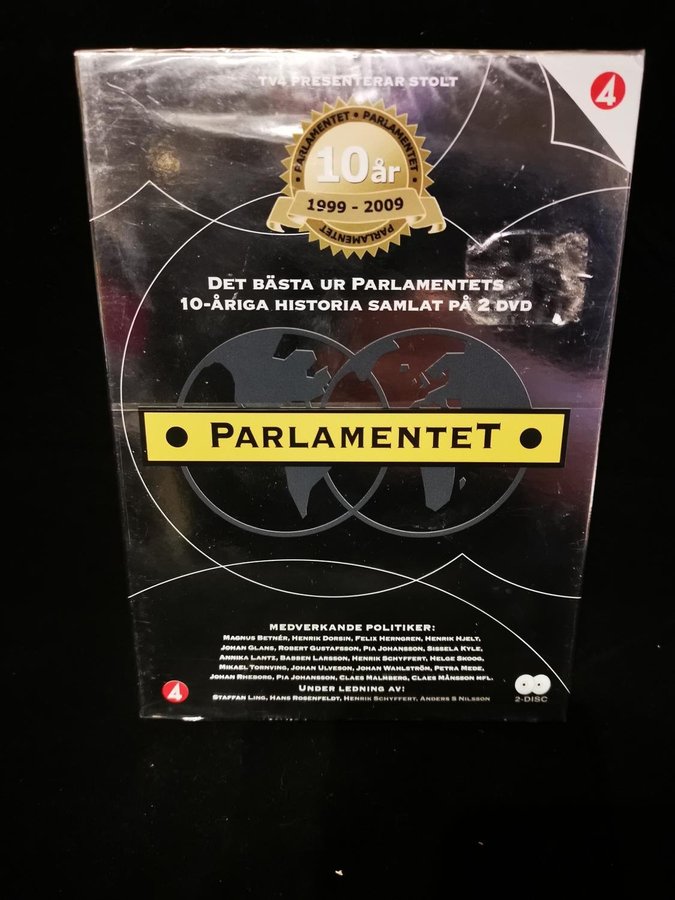 TV4 PRESENTERAR STOLT
4
• PARLAMENTET • PARLAMENTET •
10 år
1999 - 2009
PARLAMENTET
DET BÄSTA UR PARLAMENTETS
10-ÅRIGA HISTORIA SAMLAT PÅ 2 DVD
• PARLAMENTET •
MEDVERKANDE POLITIKER:
MAGNUS BETNÉR, HENRIK DORSIN, FELIX HERNGREN, HENRIK HJELT,
JOHAN GLANS, ROBERT GUSTAFSSON, PIA JOHANSSON, SISSELA KYLE,
ANNIKA LANTZ, BABBEN LARSSON, HENRIK SCHYFFERT, HELGE SKOOG,
MIKAEL TORNVING, JOHAN ULVESON, JOHAN WAHLSTRÖM, PETRA MEDE,
JOHAN RHEBORG, PIA JOHANSSON, CLAES MALMBERG, CLAES MÅNSSON MFL.
UNDER LEDNING AV:
STAFFAN LING, HANS ROSENFELDT, HENRIK SCHYFFERT, ANDERS S NILSSON
4
2-DISC